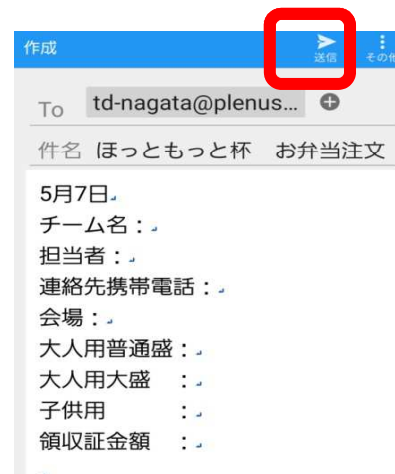 作成
送信
その他
To td-nagata@plenus...
件名 ほっともっと杯 お弁当注文
5月7日
チーム名：
担当者：
連絡先携帯電話：
会場：
大人用普通盛：
大人用大盛 ：
子供用 ：
領収証金額 ：